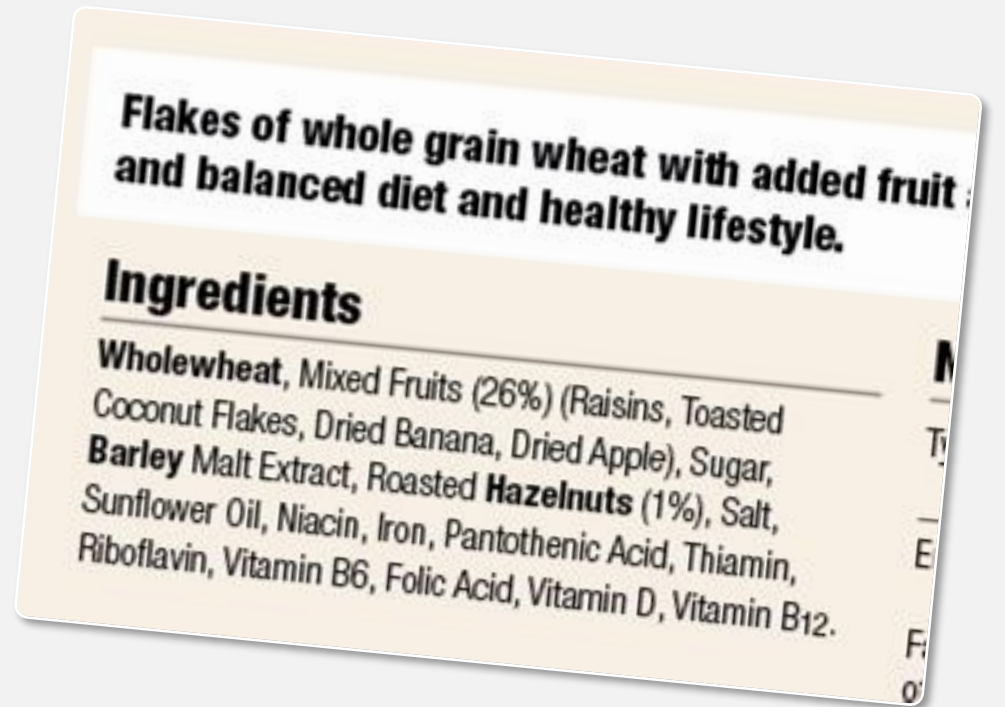 Flakes of whole grain wheat with added fruit
and balanced diet and healthy lifestyle.
Ingredients
Wholewheat, Mixed Fruits (26%) (Raisins, Toasted
Coconut Flakes, Dried Banana, Dried Apple), Sugar,
Barley Malt Extract, Roasted Hazelnuts (1%), Salt,
Sunflower Oil, Niacin, Iron, Pantothenic Acid, Thiamin,
Riboflavin, Vitamin B6, Folic Acid, Vitamin D, Vitamin B12.